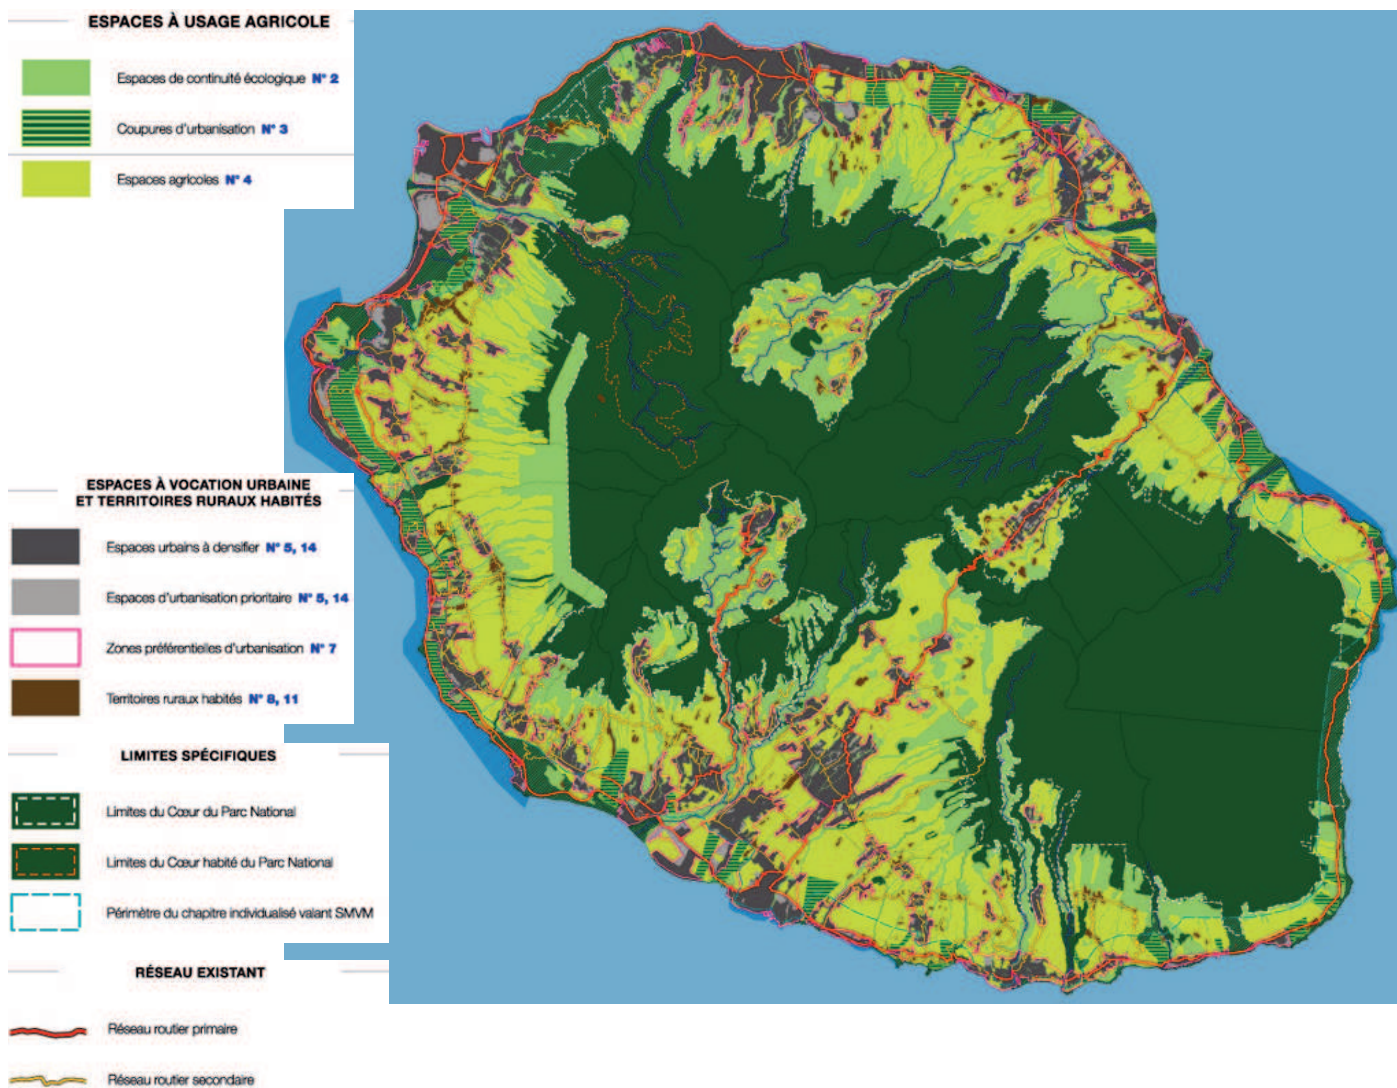 ESPACES À USAGE AGRICOLE
Espaces de continuité écologique N° 2
Coupures d'urbanisation N° 3
Espaces agricoles N° 4
ESPACES À VOCATION URBAINE
ET TERRITOIRES RURAUX HABITÉS
Espaces urbains à densifier N° 5, 14
Espaces d'urbanisation prioritaire N° 5, 14
Zones préférentielles d'urbanisation N° 7
Territoires ruraux habités N° 8, 11
LIMITES SPÉCIFIQUES
Limites du Cœur du Parc National
Limites du Cœur habité du Parc National
Périmètre du chapitre individualisé valant SMVM
RÉSEAU EXISTANT
Réseau routier primaire
Réseau routier secondaire